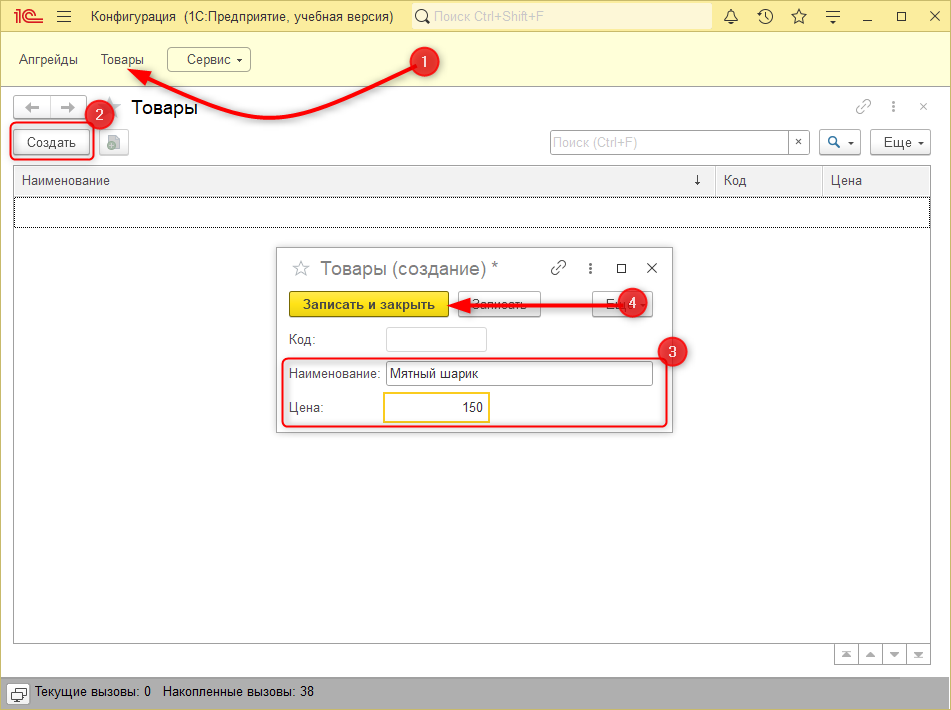 1С Конфигурация (1С:Предприятие, учебная версия) Поиск Ctrl+Shift+F
Апгрейды Товары Сервис 1
2 Товары
Создать Поиск (Ctrl+F) × Еще
Наименование ↓ Код Цена
Товары (создание) *
Записать и закрыть Записать Еще 4
Код:
3
Наименование: Мятный шарик
Цена: 150
Текущие вызовы: 0 Накопленные вызовы: 38